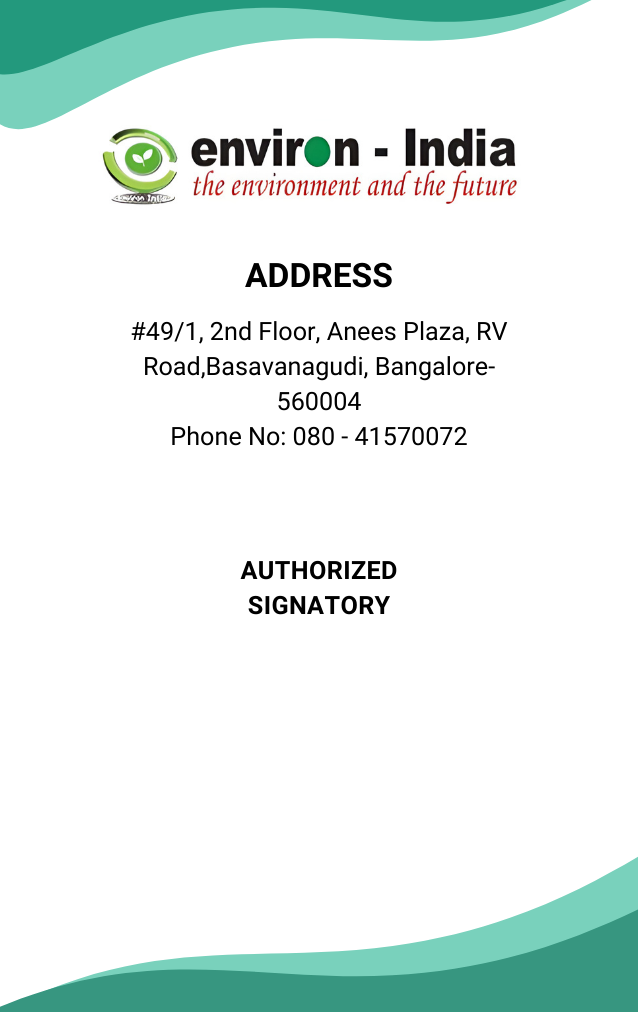 environ - India
the environment and the future
ADDRESS
#49/1, 2nd Floor, Anees Plaza, RV
Road,Basavanagudi, Bangalore-
560004
Phone No: 080 - 41570072
AUTHORIZED
SIGNATORY